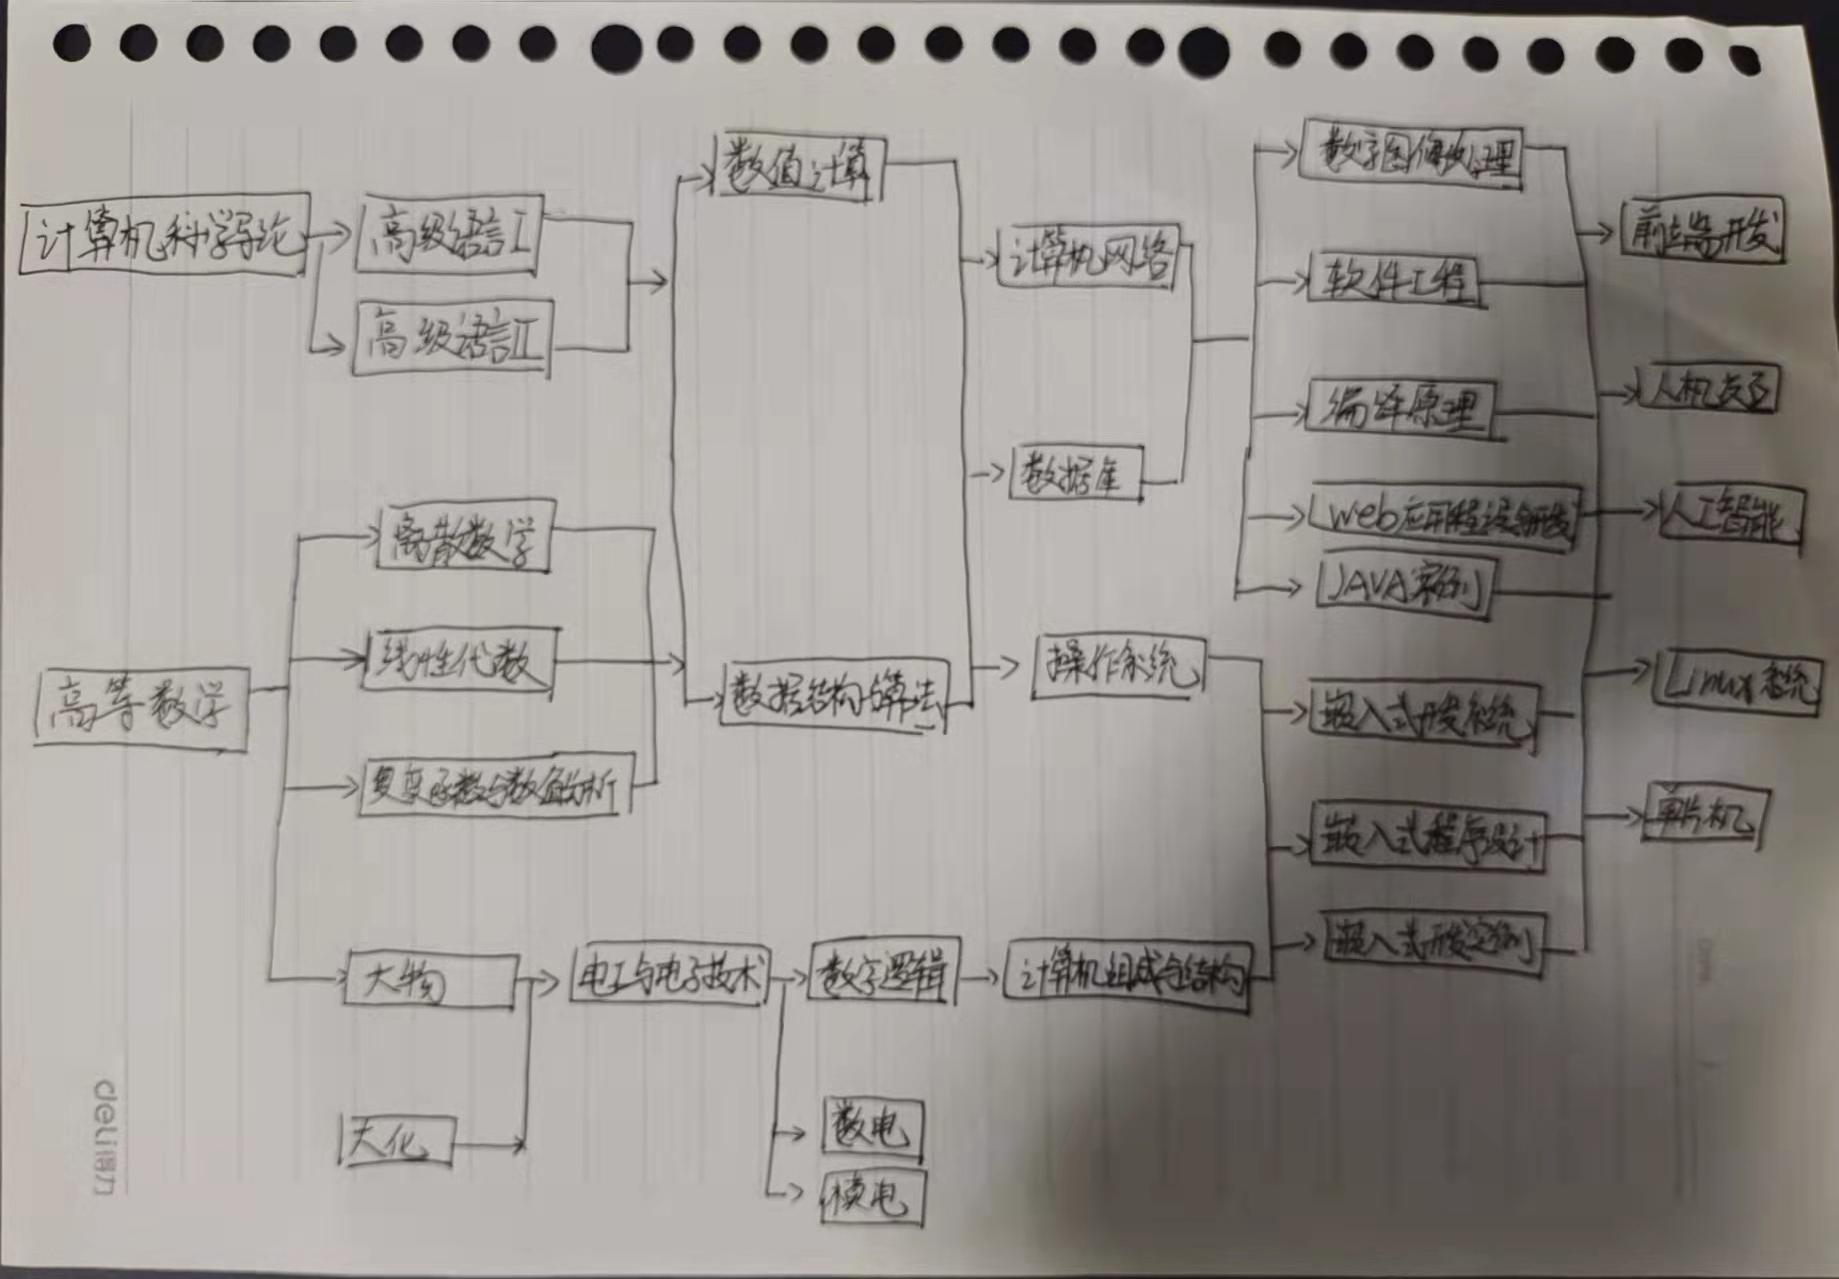 计算机科学导论
高级语言I
高级语言II
高等数学
离散数学
线性代数
复变函数与数值分析
大物
大化
电工与电子技术
数值计算
数据结构与算法
数字逻辑
数电
模电
计算机网络
数据库
操作系统
计算机组成与结构
数字图像处理
软件工程
编译原理
Web应用程设与开发
JAVA案例
嵌入式开发系统
嵌入式程序设计
嵌入式开发案例
前端开发
人机交互
人工智能
Linux系统
单片机
deli得力